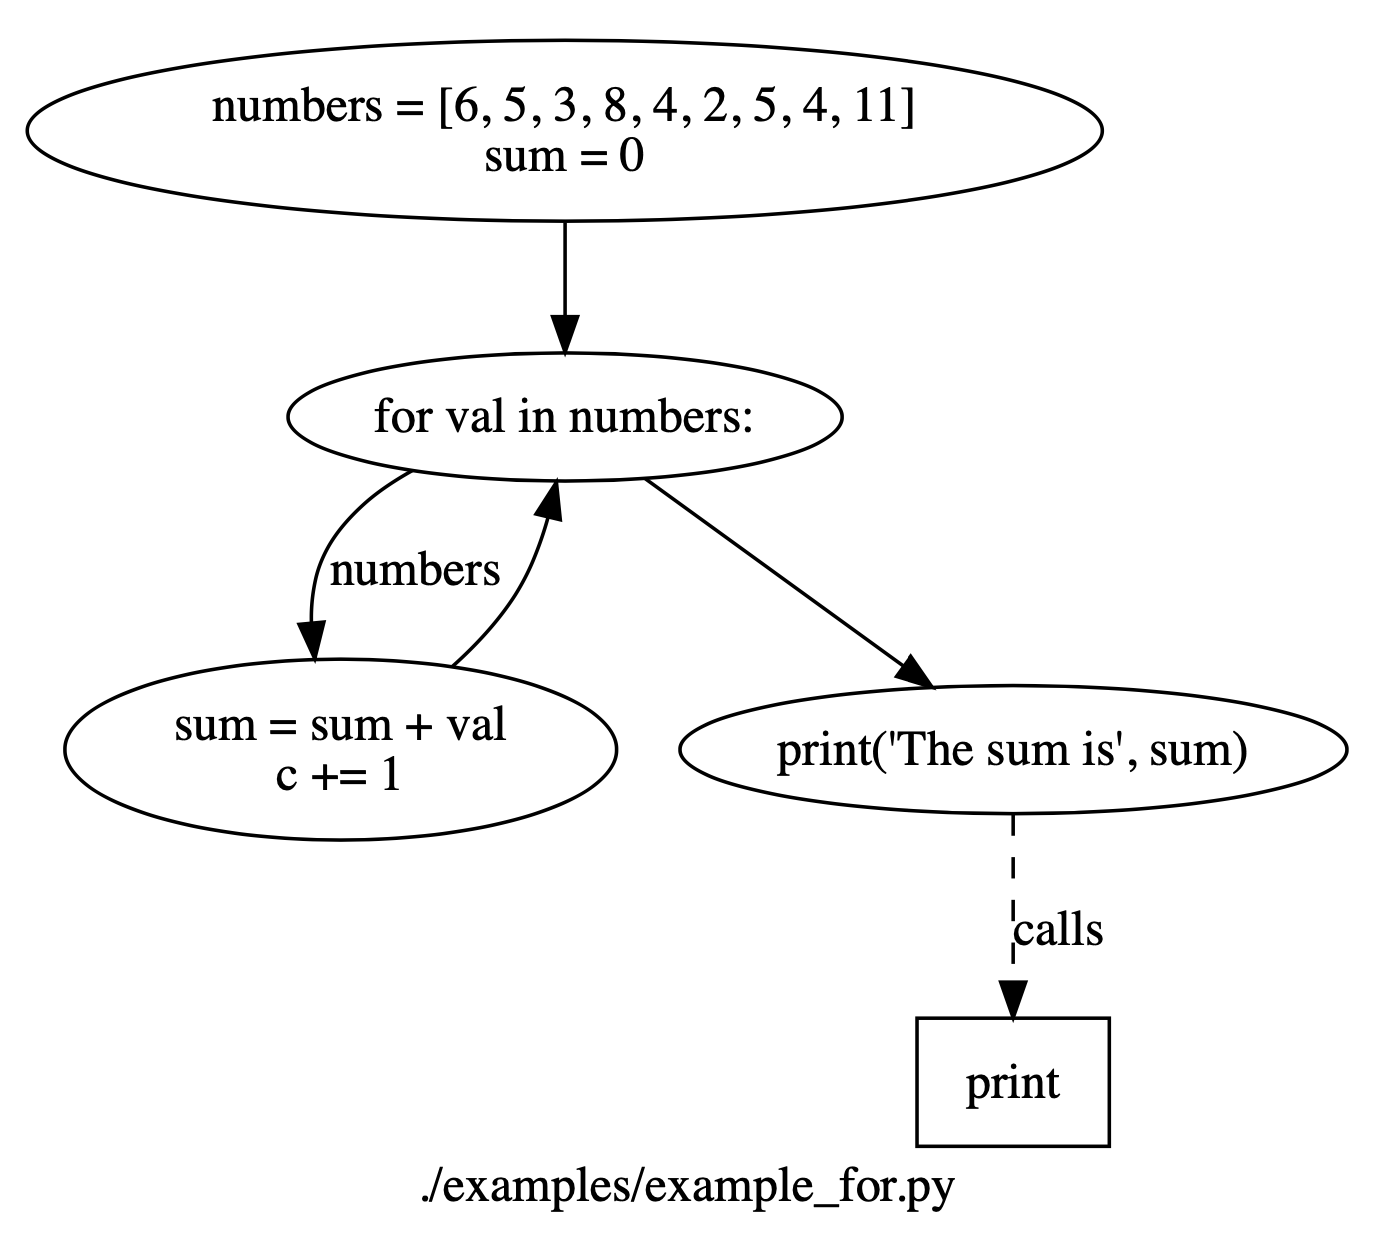 numbers = [6, 5, 3, 8, 4, 2, 5, 4, 11]
sum = 0
for val in numbers:
numbers
sum = sum + val
c += 1
print('The sum is', sum)
calls
print
./examples/example_for.py